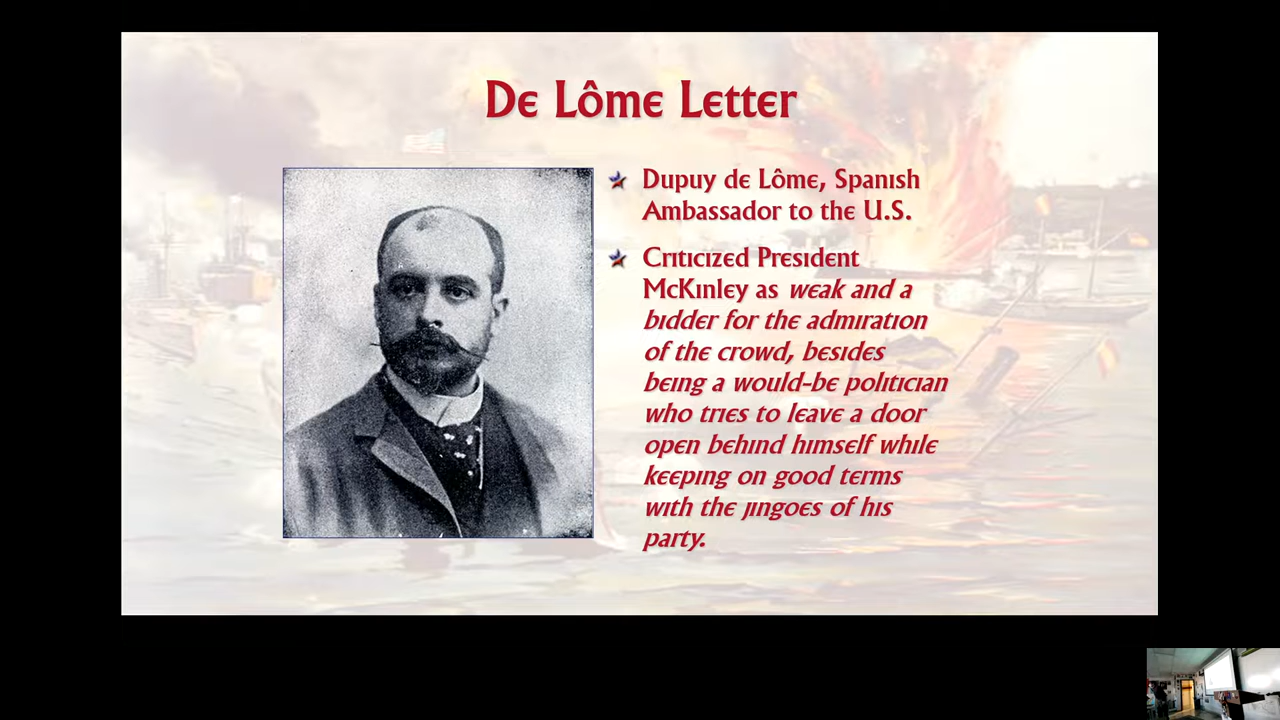 De Lôme Letter
Dupuy de Lôme, Spanish
Ambassador to the U.S.
Criticized President
McKinley as weak and a
bidder for the admiration
of the crowd, besides
being a would-be politician
who tries to leave a door
open behind himself while
keeping on good terms
with the jingoes of his
party.